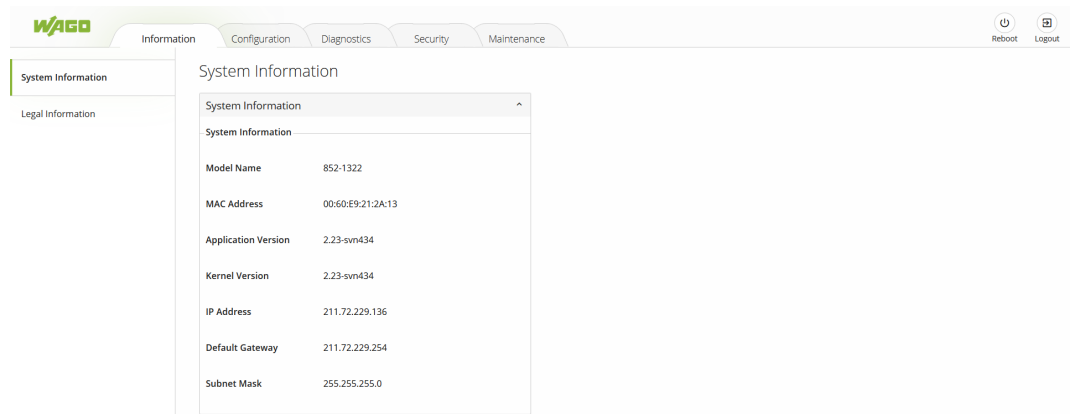 WAGO
Information Configuration Diagnostics Security Maintenance
Reboot Logout
System Information
Legal Information
System Information
System Information
System Information
Model Name 852-1322
MAC Address 00:60:E9:21:2A:13
Application Version 2.23-svn434
Kernel Version 2.23-svn434
IP Address 211.72.229.136
Default Gateway 211.72.229.254
Subnet Mask 255.255.255.0